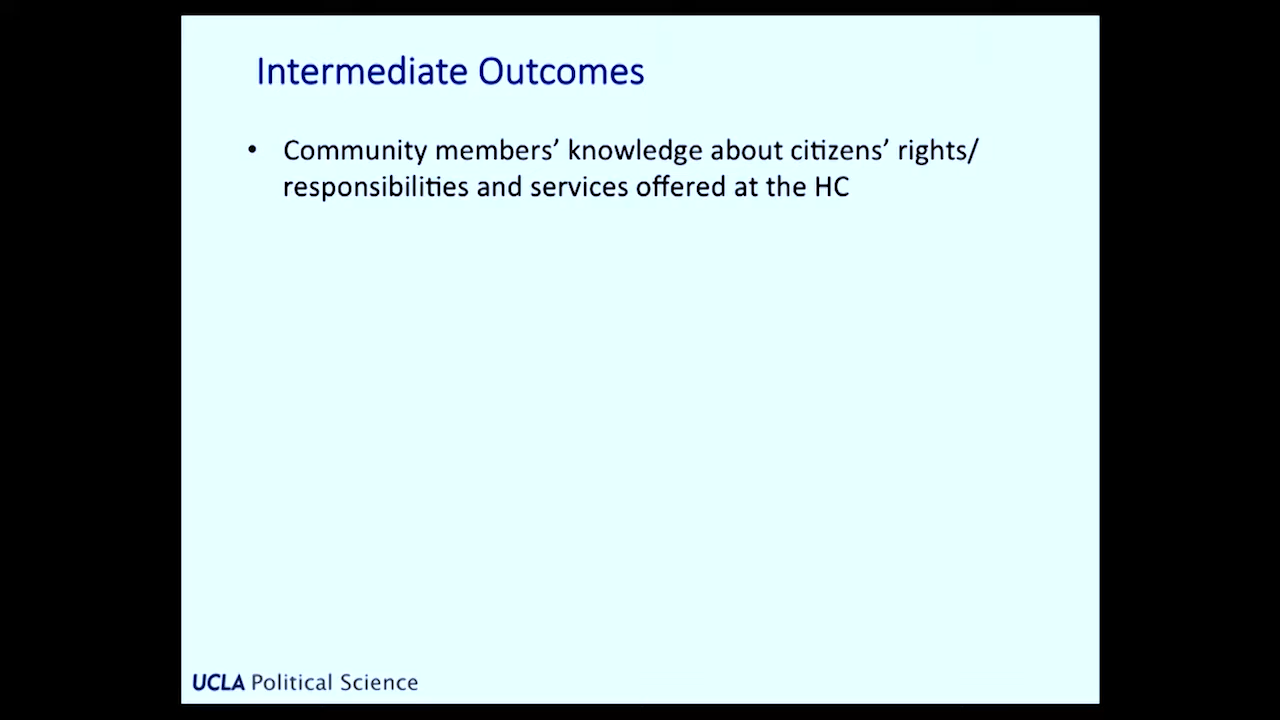 Intermediate Outcomes
• Community members’ knowledge about citizens’ rights/
responsibilities and services offered at the HC
UCLA Political Science